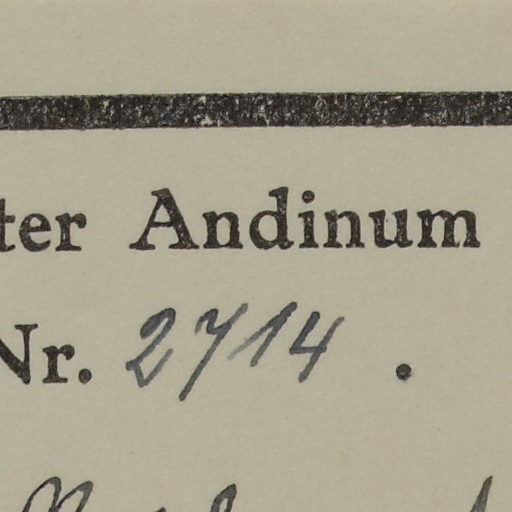 ter Andinum
Nr. 2714 .